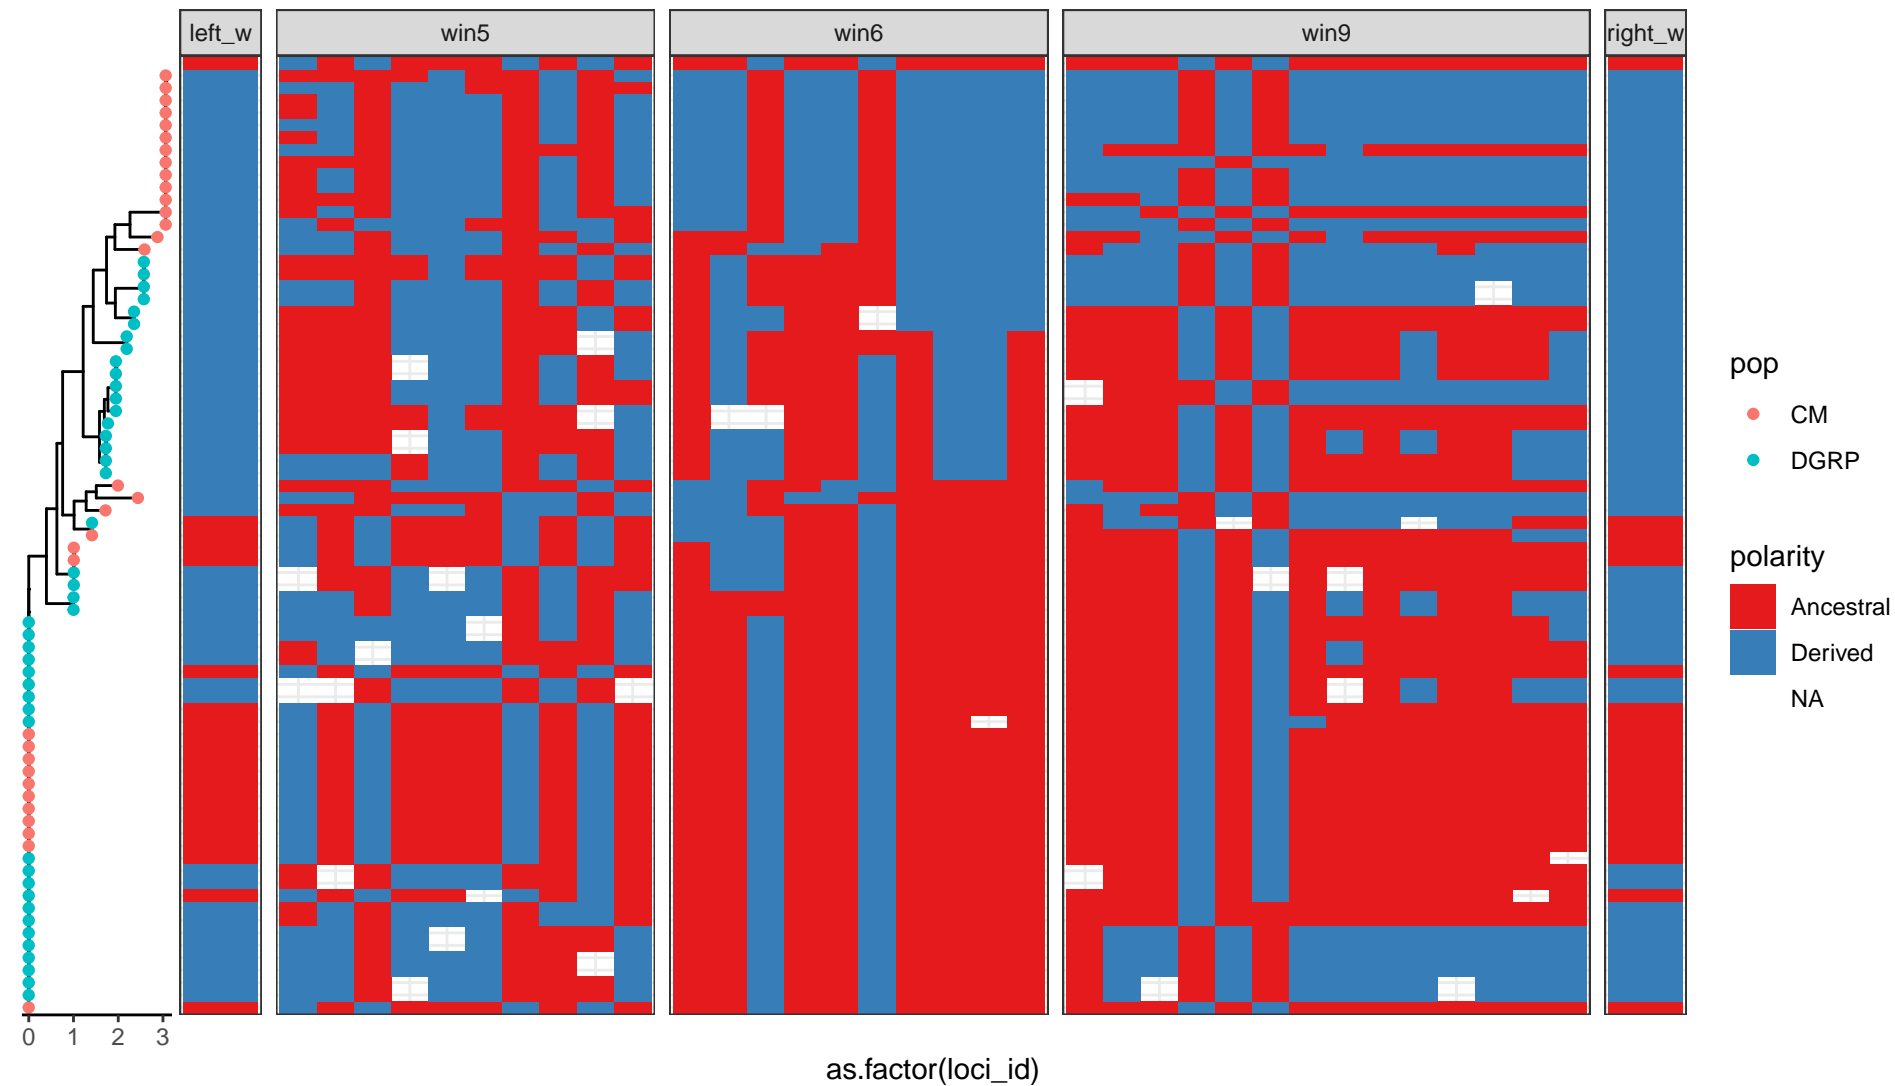 left_w
win5
win6
win9
right_w
pop
CM
DGRP
polarity
Ancestral
Derived
NA
0 1 2 3
as.factor(loci_id)